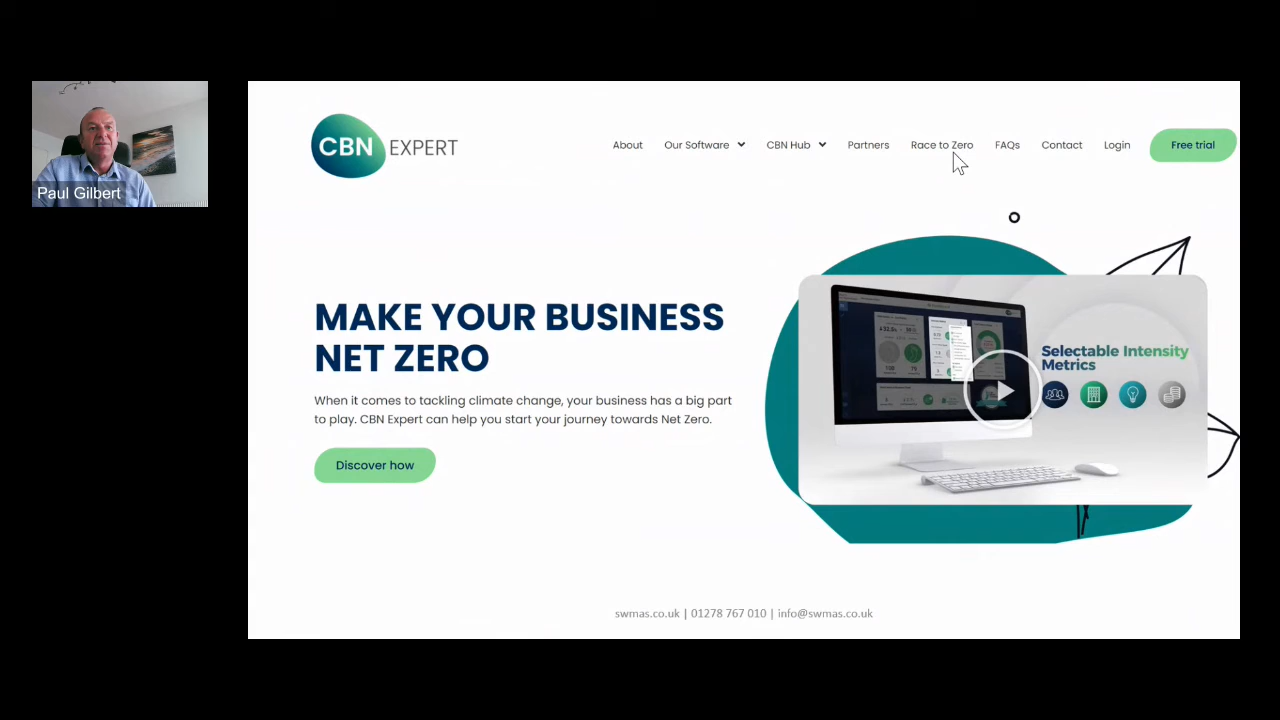 Paul Gilbert
CBN EXPERT
About Our Software CBN Hub Partners Race to Zero FAQs Contact Login Free trial
MAKE YOUR BUSINESS
NET ZERO
When it comes to tackling climate change, your business has a big part
to play. CBN Expert can help you start your journey towards Net Zero.
Discover how
Selectable Intensity
Metrics
swmas.co.uk | 01278 767 010 | info@swmas.co.uk